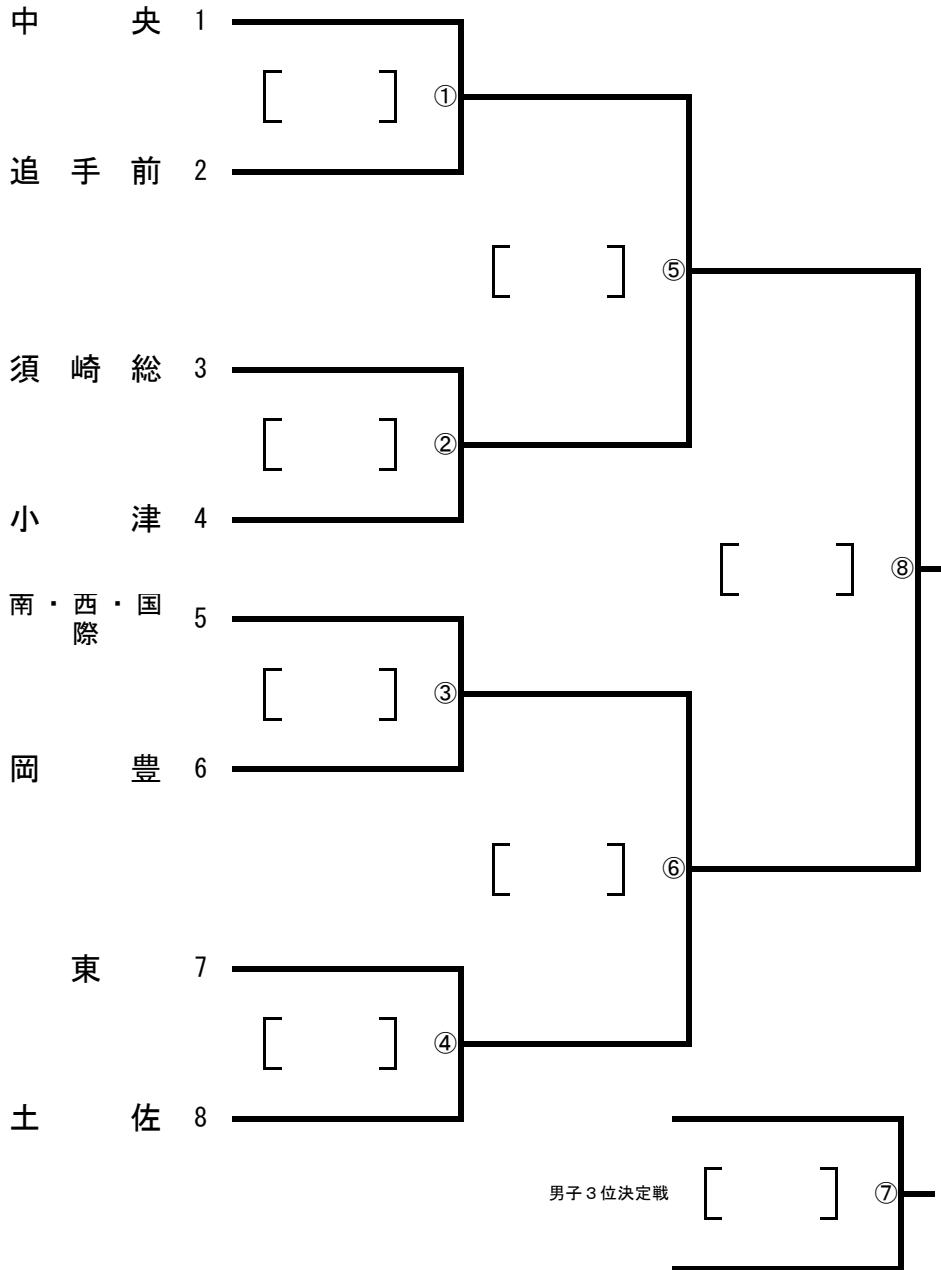 中央 1
①
追手前 2
⑤
須崎総 3
②
小津 4
⑧
南・西・国際 5
③
岡豊 6
⑥
東 7
④
土佐 8
男子３位決定戦 ⑦